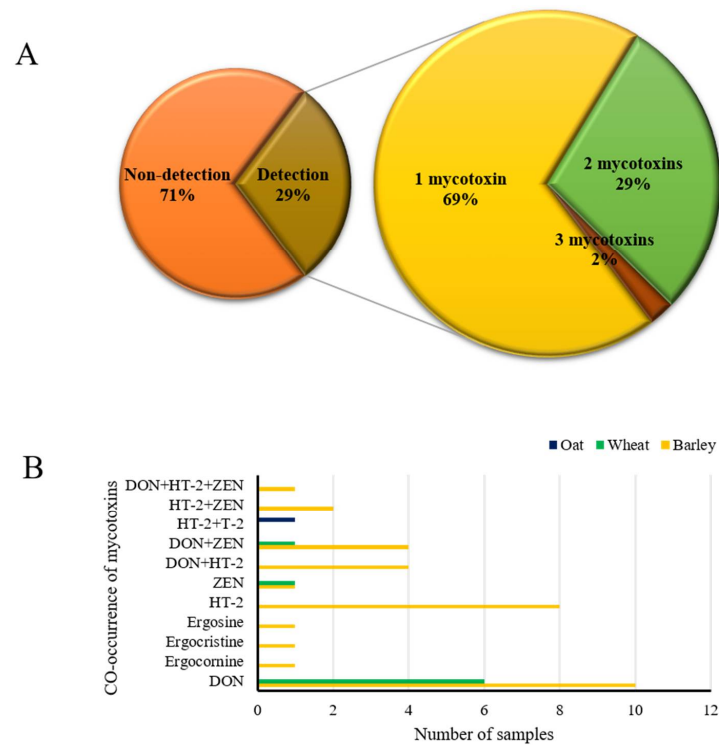 A
Non-detection
71%
Detection
29%
1 mycotoxin
69%
2 mycotoxins
29%
3 mycotoxins
2%
B
Oat Wheat Barley
CO-occurrence of mycotoxins
DON+HT-2+ZEN
HT-2+ZEN
HT-2+T-2
DON+ZEN
DON+HT-2
ZEN
HT-2
Ergosine
Ergocristine
Ergocornine
DON
0 2 4 6 8 10 12
Number of samples